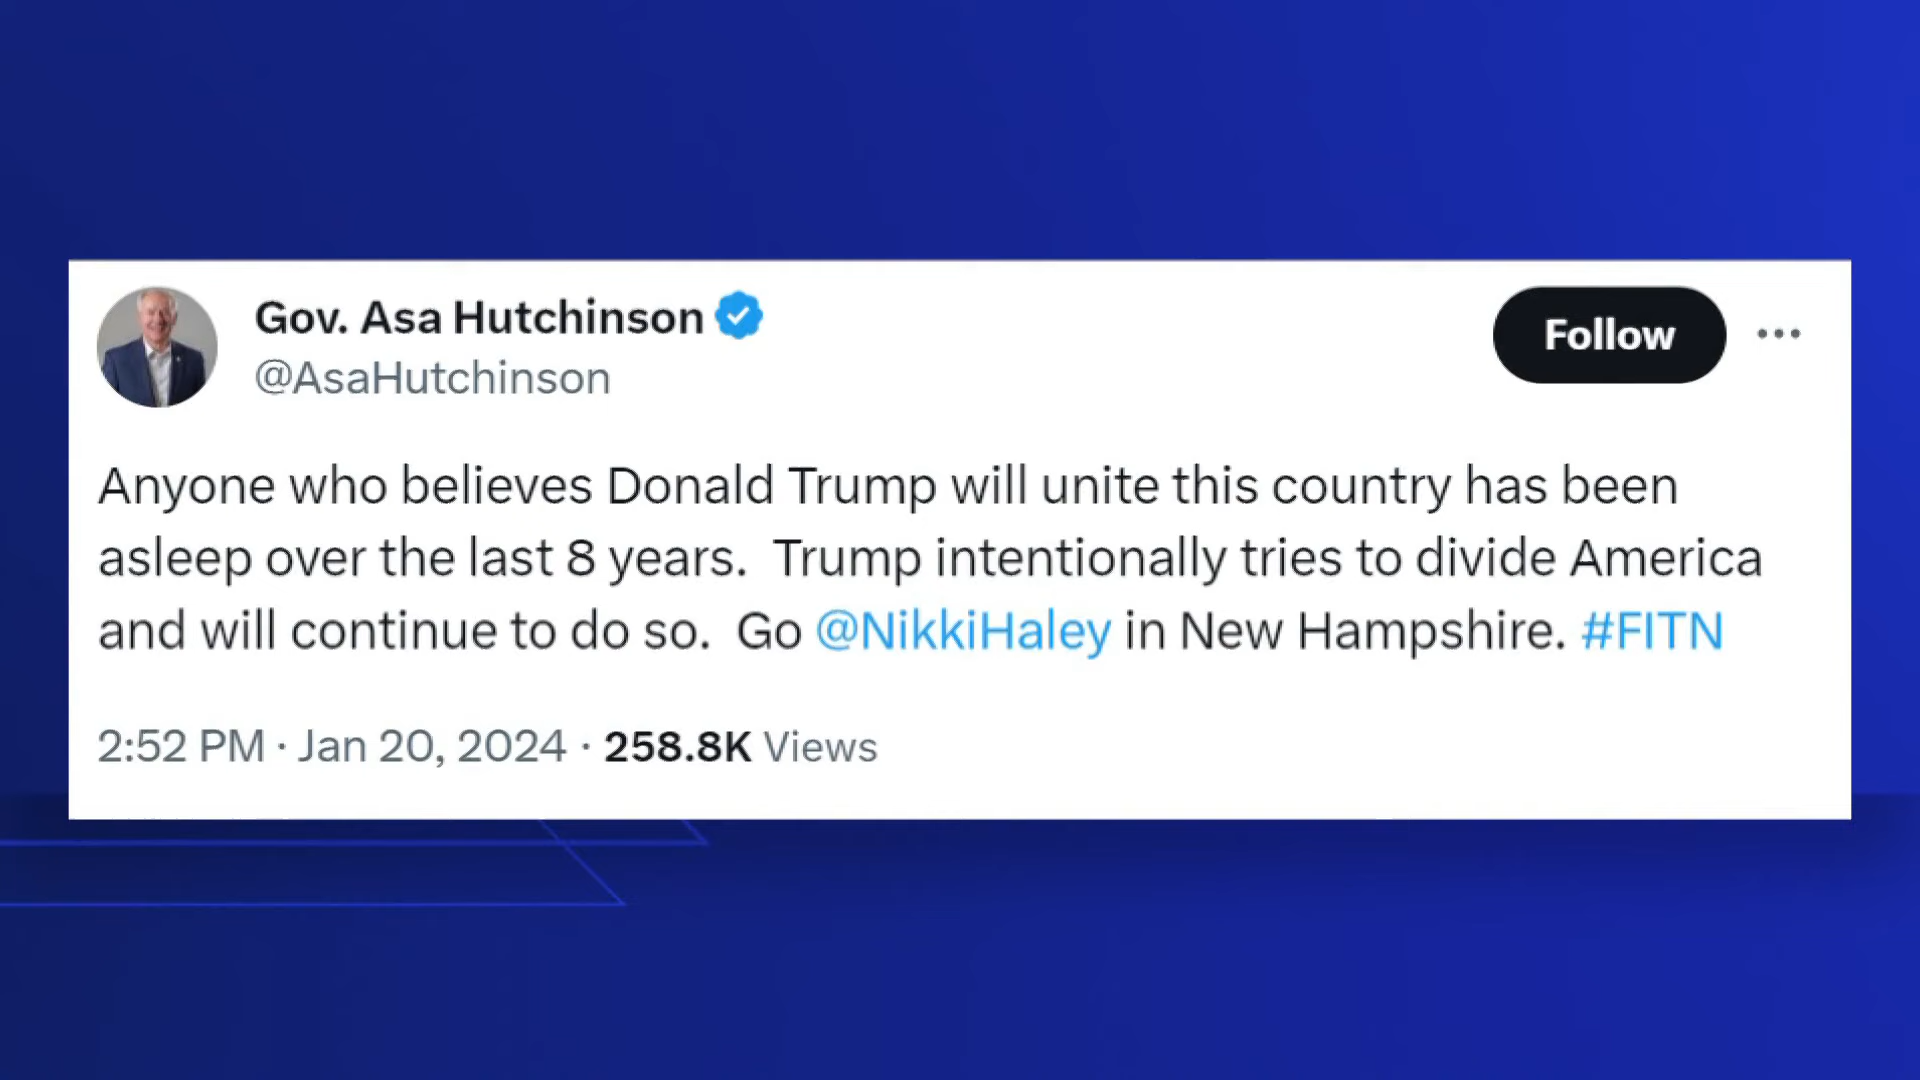 Gov. Asa Hutchinson
@AsaHutchinson
Follow
Anyone who believes Donald Trump will unite this country has been
asleep over the last 8 years.  Trump intentionally tries to divide America
and will continue to do so.  Go @NikkiHaley in New Hampshire. #FITN
2:52 PM · Jan 20, 2024 · 258.8K Views